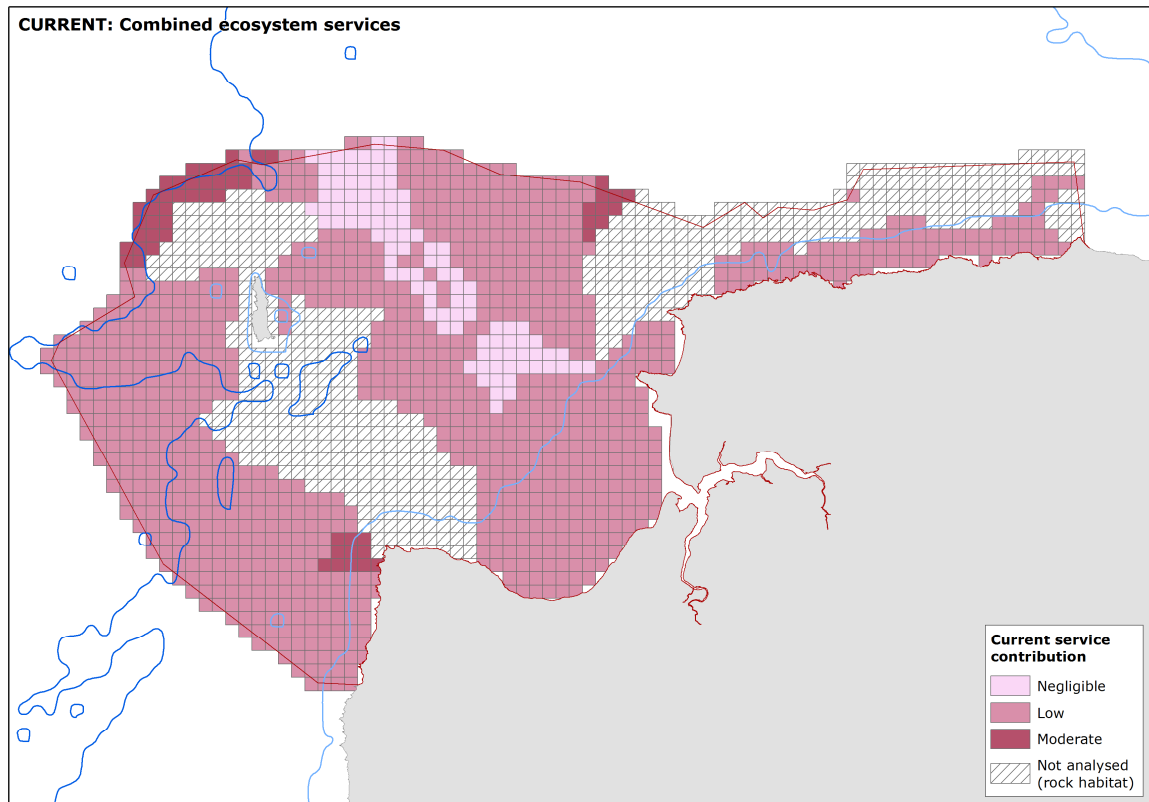 CURRENT: Combined ecosystem services
Current service
contribution
Negligible
Low
Moderate
Not analysed
(rock habitat)